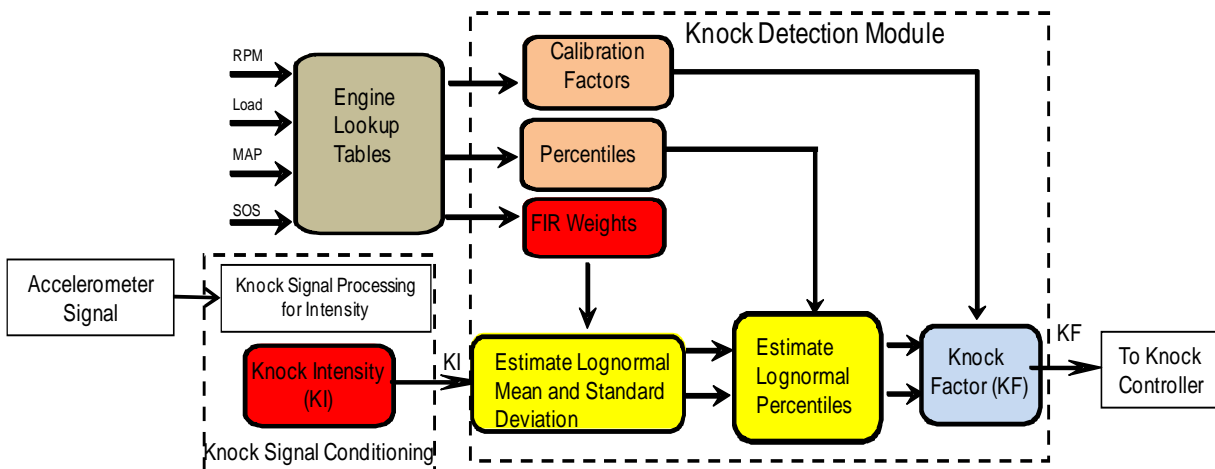 Knock Detection Module
RPM
Load
MAP
SOS
Engine
Lookup
Tables
Calibration
Factors
Percentiles
FIR Weights
Accelerometer
Signal
Knock Signal Processing
for Intensity
Knock Intensity
(KI)
Knock Signal Conditioning
KI
Estimate Lognormal
Mean and Standard
Deviation
Estimate
Lognormal
Percentiles
Knock
Factor (KF)
KF
To Knock
Controller